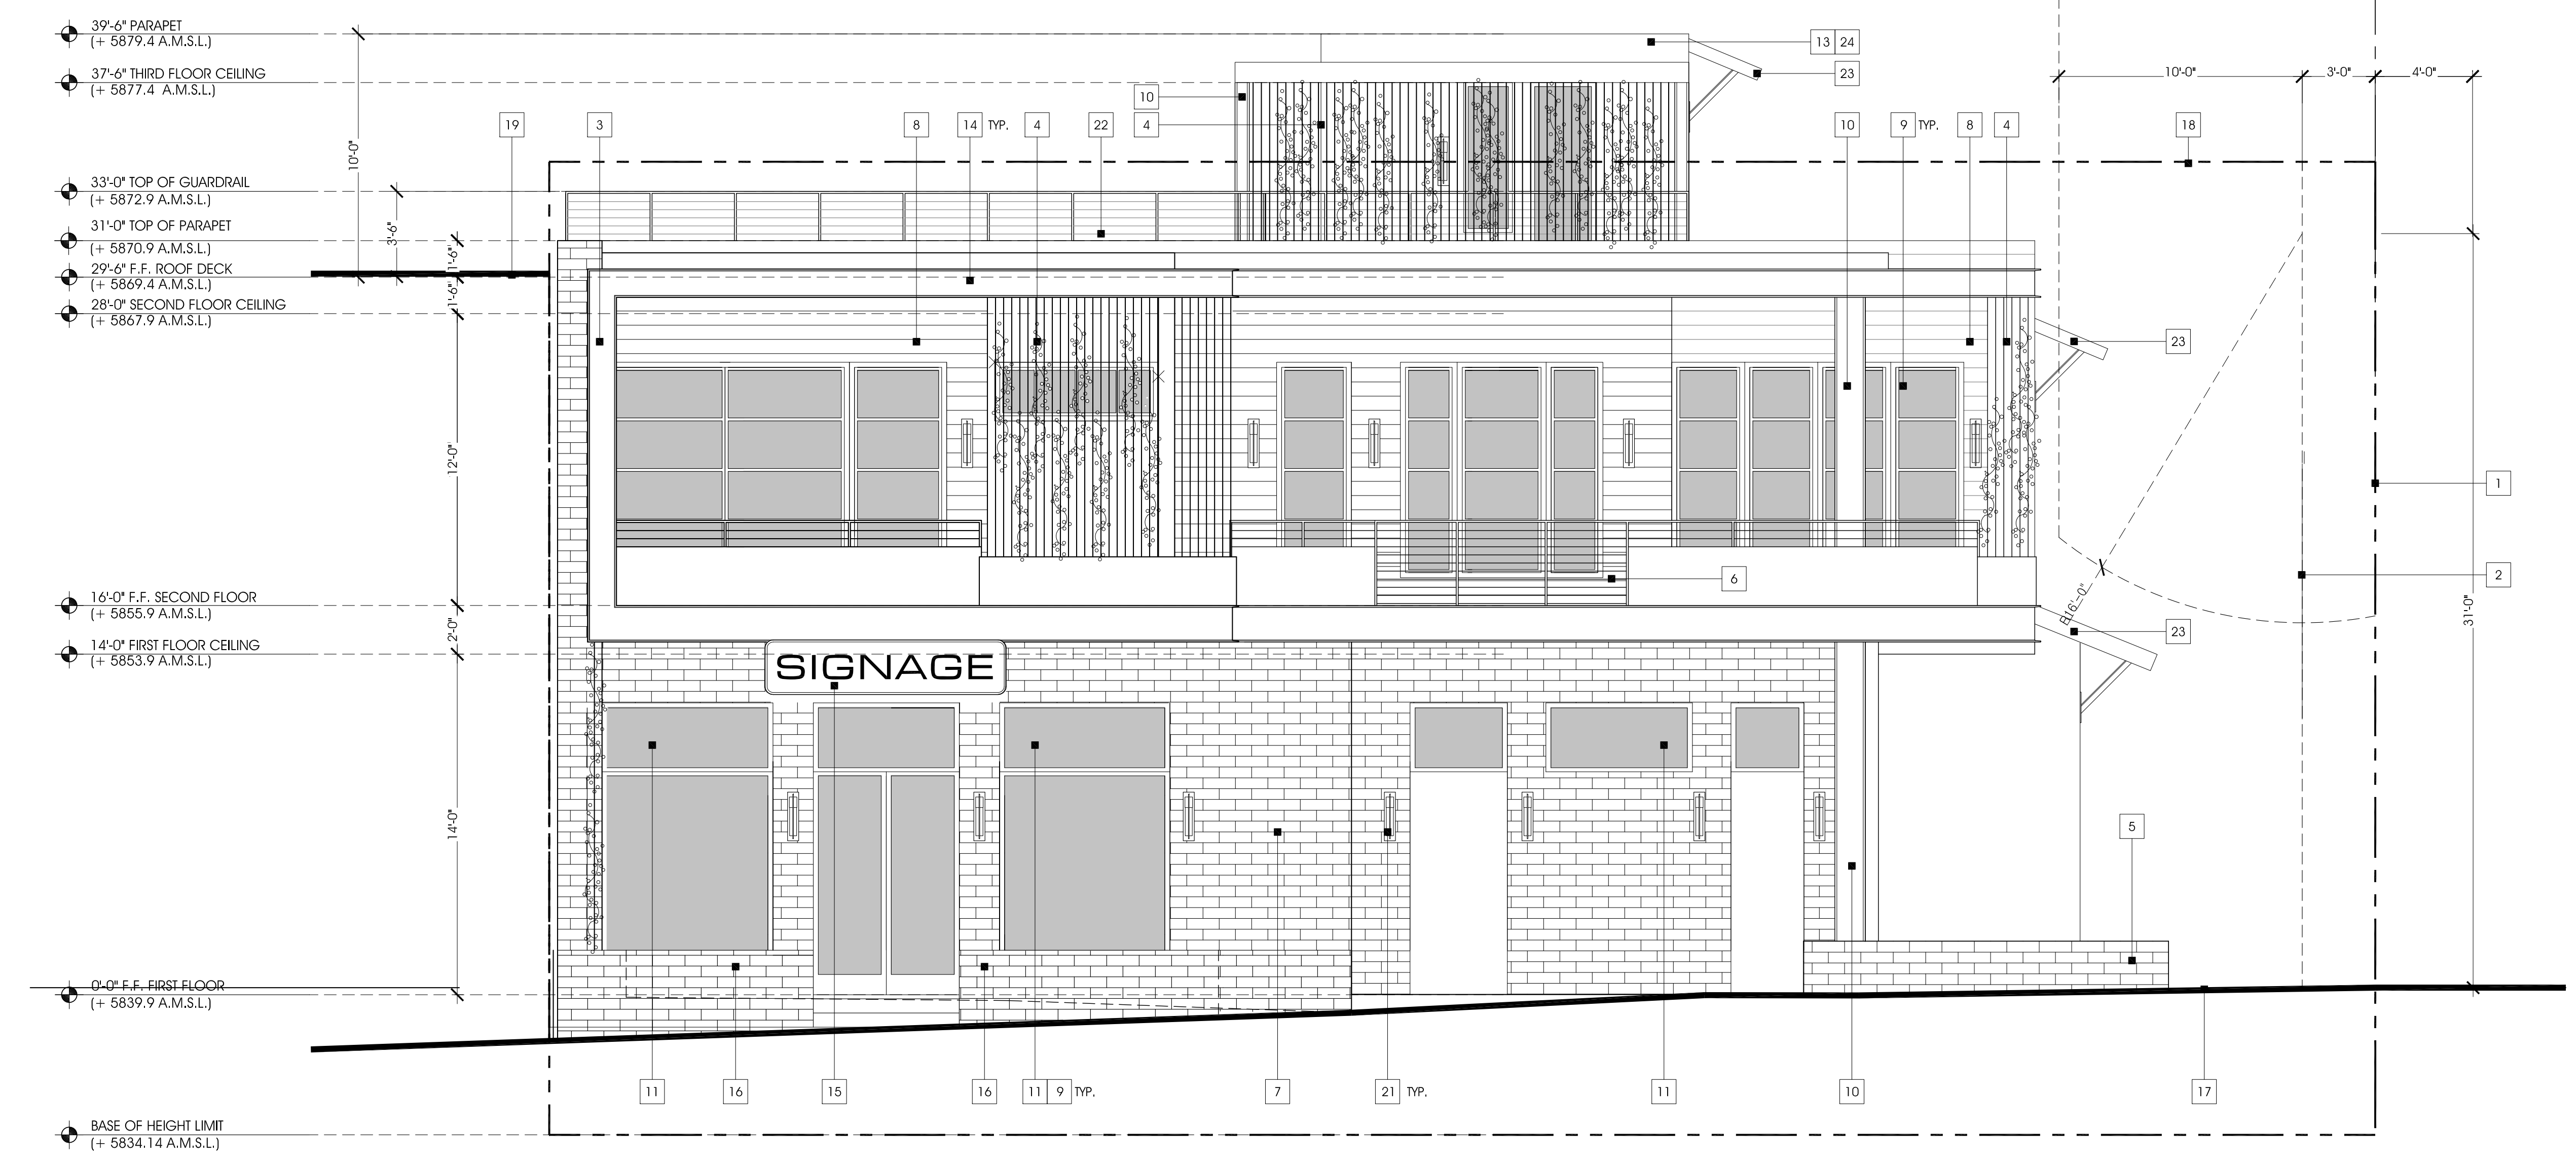 39'-6" PARAPET
(+ 5879.4 A.M.S.L.)
37'-6" THIRD FLOOR CEILING
(+ 5877.4 A.M.S.L.)
33'-0" TOP OF GUARDRAIL
(+ 5872.9 A.M.S.L.)
31'-0" TOP OF PARAPET
(+ 5870.9 A.M.S.L.)
29'-6" F.F. ROOF DECK
(+ 5869.4 A.M.S.L.)
28'-0" SECOND FLOOR CEILING
(+ 5867.9 A.M.S.L.)
16'-0" F.F. SECOND FLOOR
(+ 5855.9 A.M.S.L.)
14'-0" FIRST FLOOR CEILING
(+ 5853.9 A.M.S.L.)
0'-0" F.F. FIRST FLOOR
(+ 5839.9 A.M.S.L.)
BASE OF HEIGHT LIMIT
(+ 5834.14 A.M.S.L.)
10'-0"
3'-6"
1'-6"
1'-6"
12'-0"
2'-0"
14'-0"
13 24
23
10
4
19
3
8
14 TYP.
4
22
10
9 TYP.
8
4
18
10'-0"
3'-0"
4'-0"
23
1
2
6
16'-0"
31'-0"
23
SIGNAGE
5
11
16
15
16
11 9 TYP.
7
21 TYP.
11
10
17